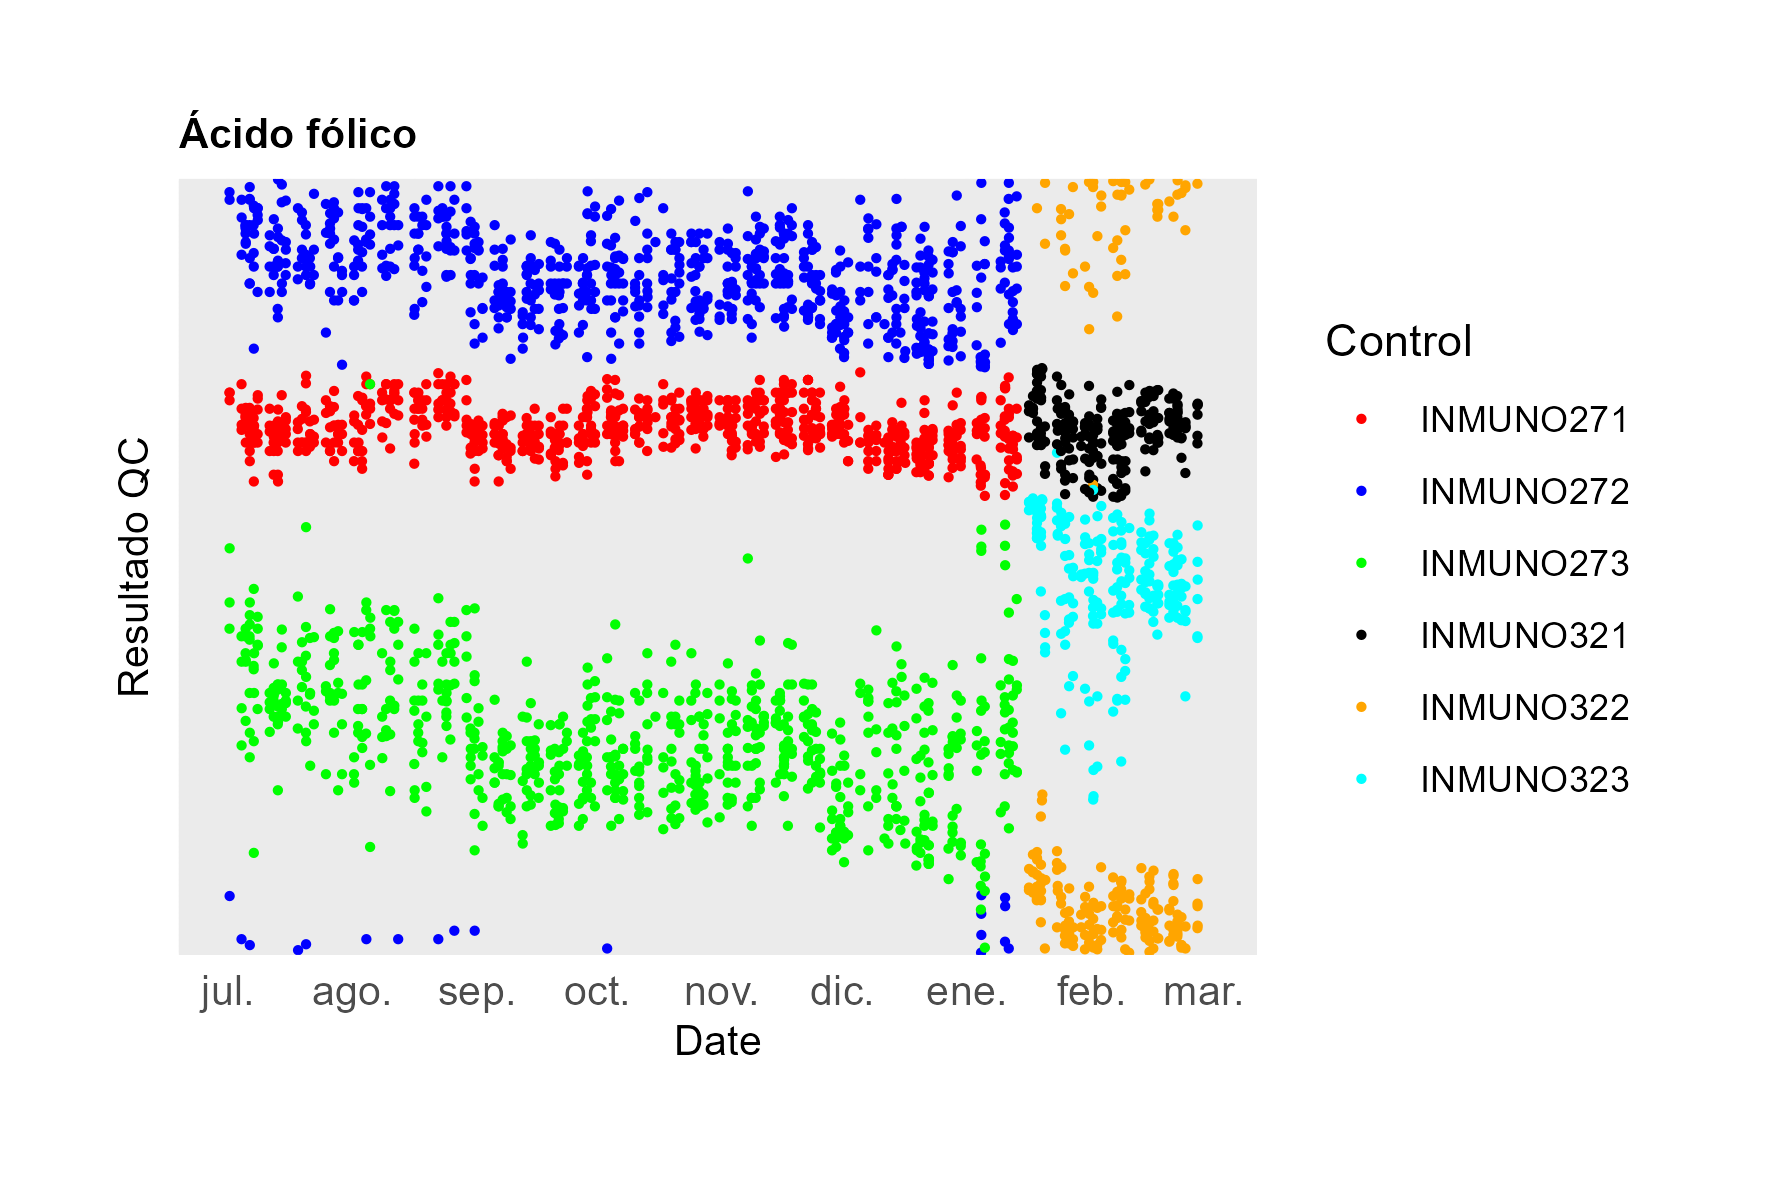 Ácido fólico
Resultado QC
jul. ago. sep. oct. nov. dic. ene. feb. mar.
Date
Control
INMUNO271
INMUNO272
INMUNO273
INMUNO321
INMUNO322
INMUNO323